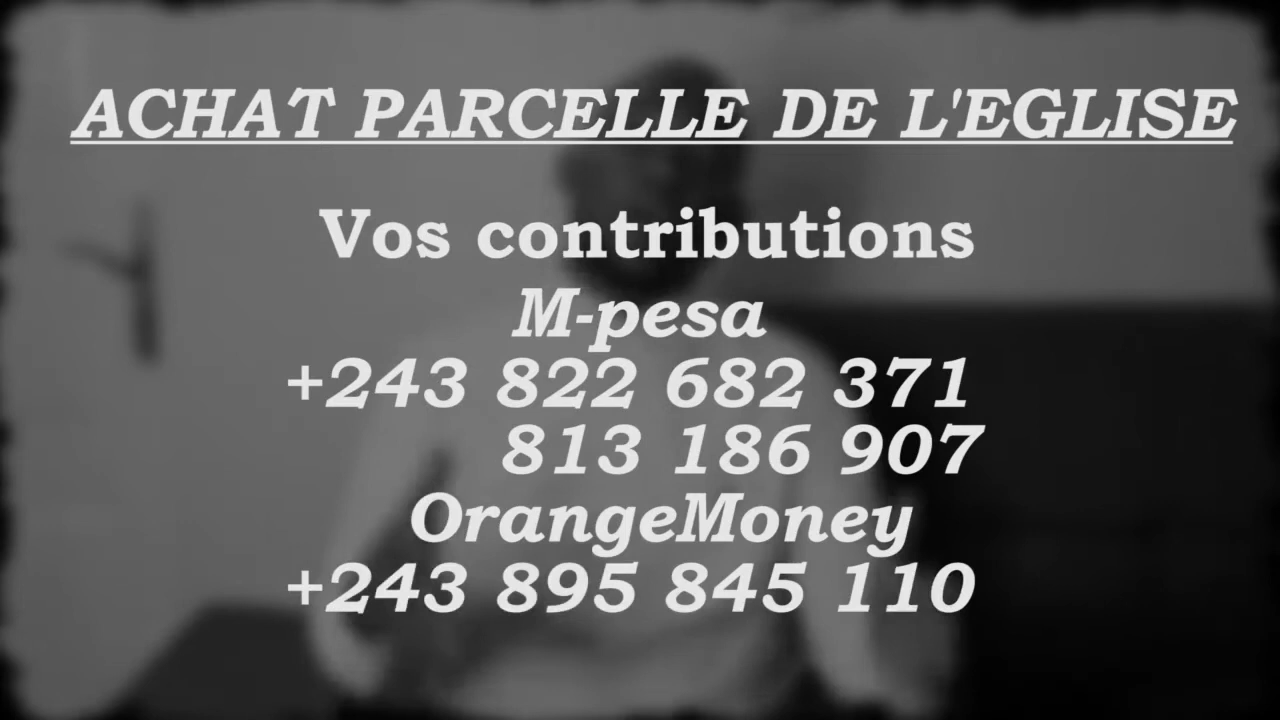 ACHAT PARCELLE DE L'EGLISE
Vos contributions
M-pesa
+243 822 682 371
813 186 907
OrangeMoney
+243 895 845 110